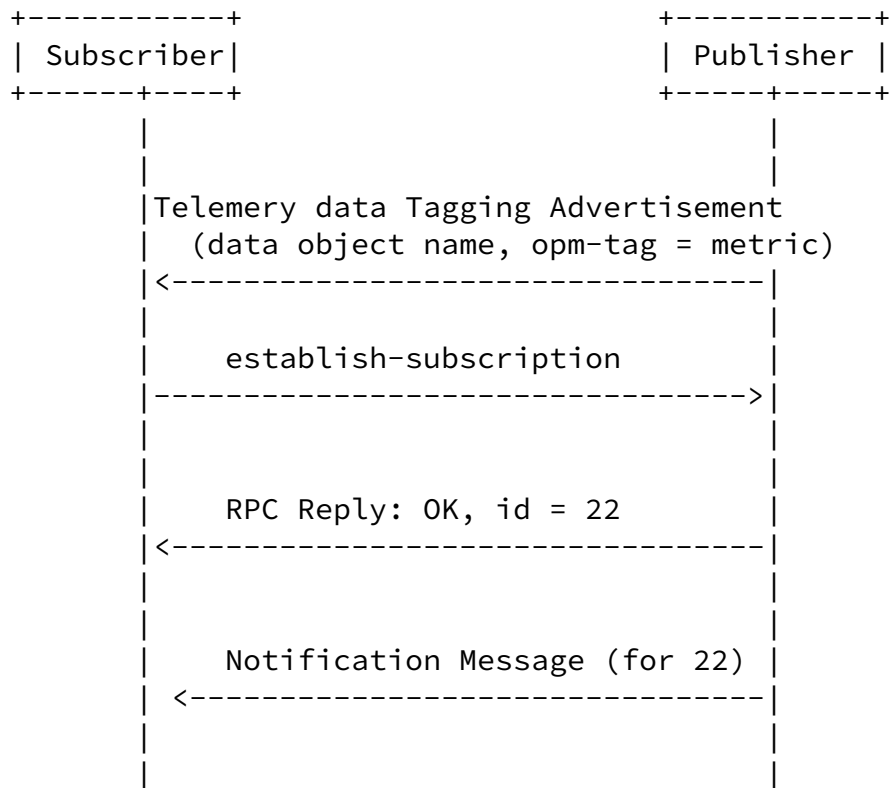 Subscriber
Publisher
Telemery data Tagging Advertisement
(data object name, opm-tag = metric)
establish-subscription
RPC Reply: OK, id = 22
Notification Message (for 22)